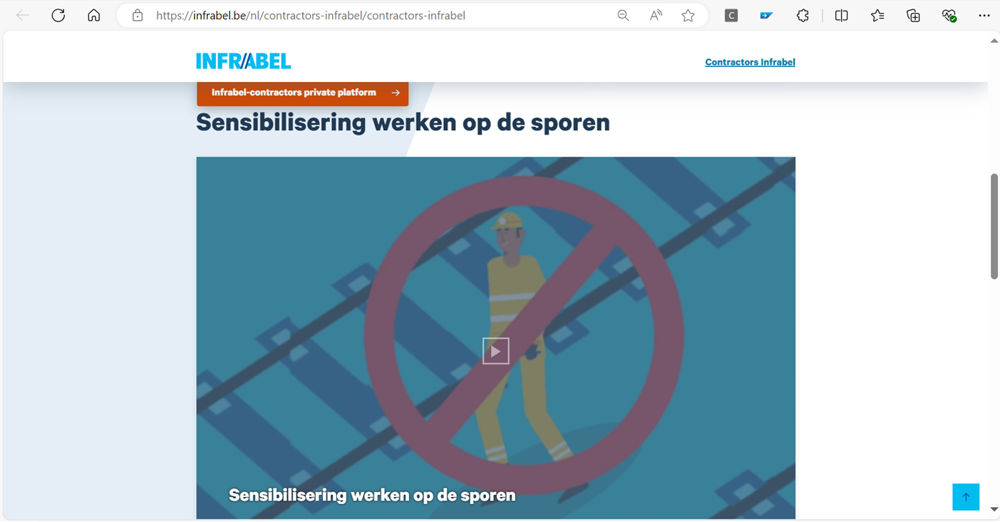 https://infrabel.be/nl/contractors-infrabel/contractors-infrabel
C
INFRABEL
Contractors Infrabel
Infrabel-contractors private platform
Sensibilisering werken op de sporen
Sensibilisering werken op de sporen